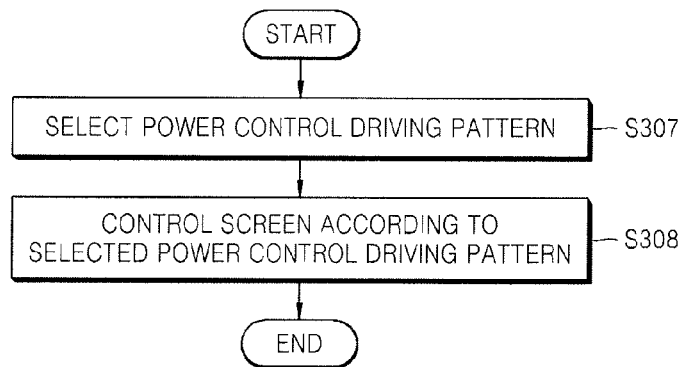 START
SELECT POWER CONTROL DRIVING PATTERN
S307
CONTROL SCREEN ACCORDING TO
SELECTED POWER CONTROL DRIVING PATTERN
S308
END